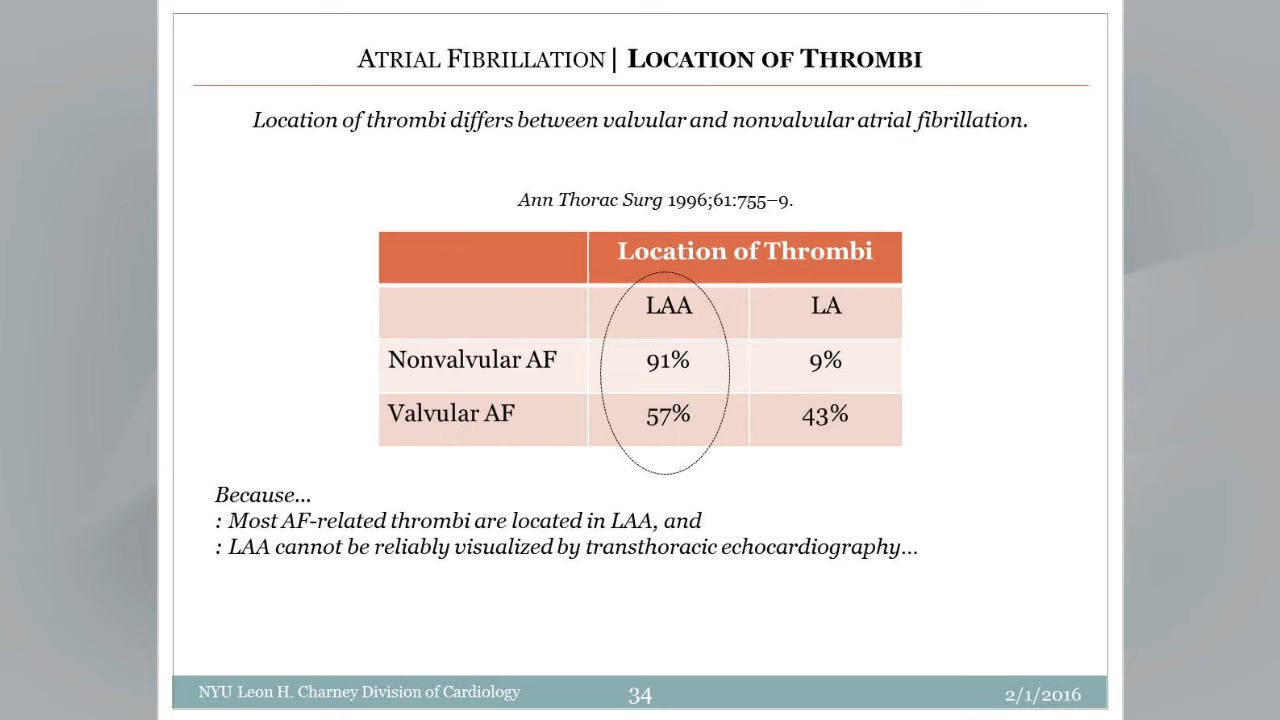 ATRIAL FIBRILLATION| LOCATION OF THROMBI
Location of thrombi differs between valvular and nonvalvular atrial fibrillation.
Ann Thorac Surg 1996;61:755–9.
Location of Thrombi
LAA LA
Nonvalvular AF 91% 9%
Valvular AF 57% 43%
Because...
: Most AF-related thrombi are located in LAA, and
: LAA cannot be reliably visualized by transthoracic echocardiography...
NYU Leon H. Charney Division of Cardiology 34 2/1/2016